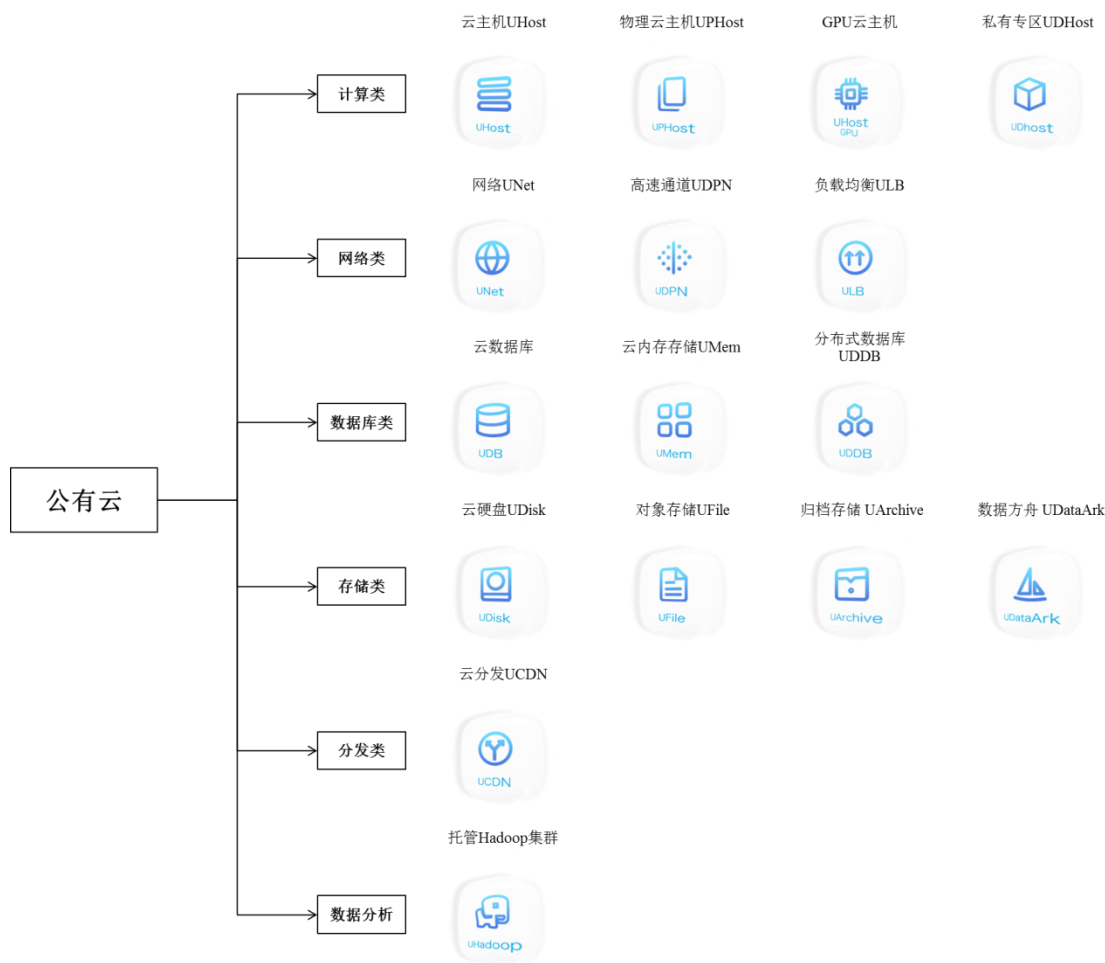 云主机UHost
物理云主机UPHost
GPU云主机
私有专区UDHost
计算类
UHost
UPHost
UHost
GPU
UDhost
网络UNet
高速通道UDPN
负载均衡ULB
网络类
UNet
UDPN
ULB
云数据库
云内存存储UMem
分布式数据库
UDDB
数据库类
UDB
UMem
UDDB
公有云
云硬盘UDisk
对象存储UFile
归档存储 UArchive
数据方舟 UDataArk
存储类
UDisk
UFile
UArchive
UDataArk
云分发UCDN
分发类
UCDN
托管Hadoop集群
数据分析
UHadoop